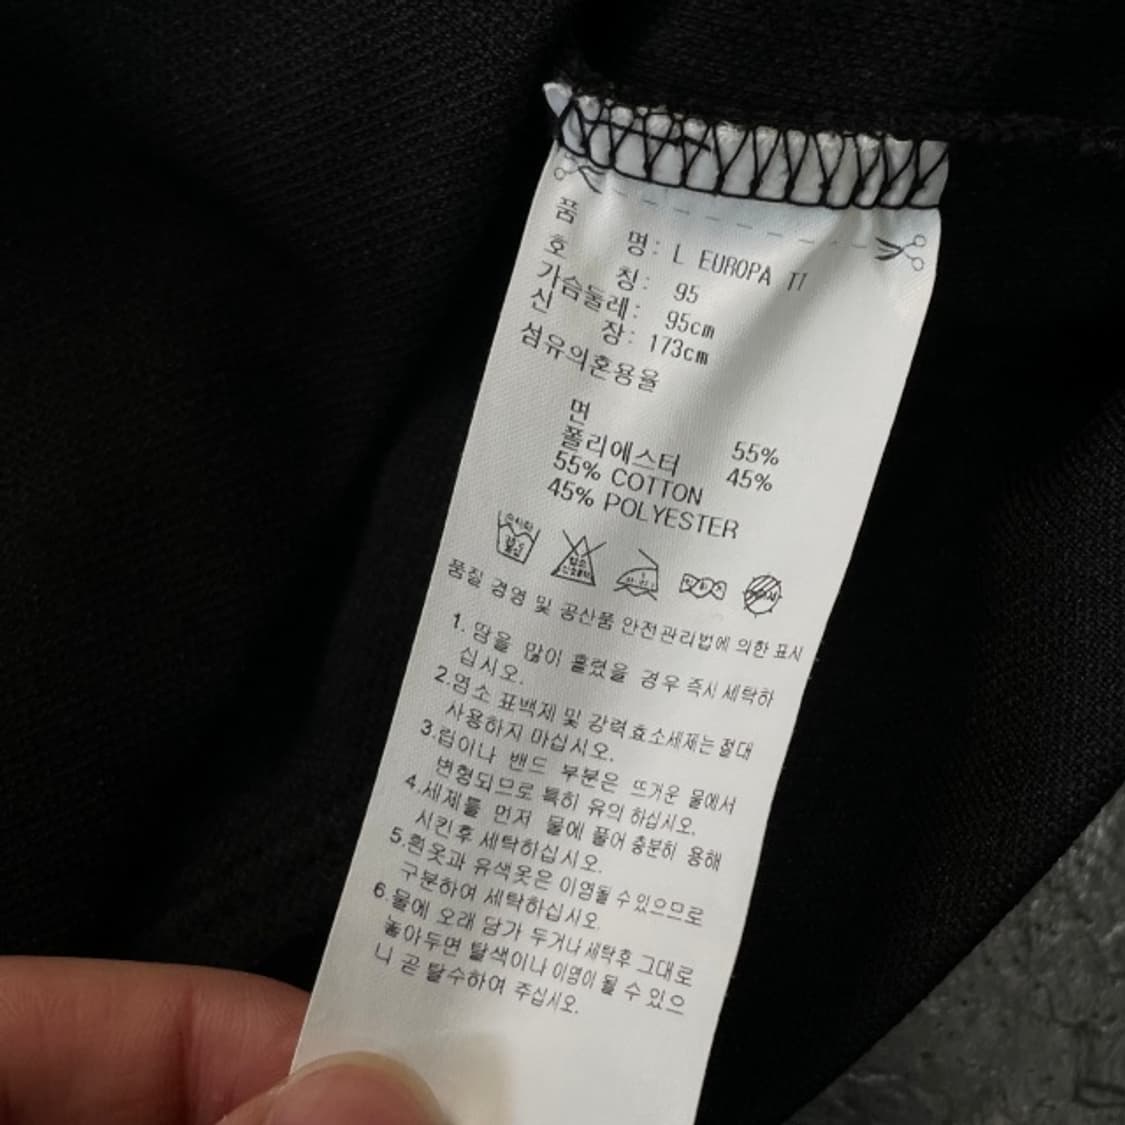 품 명: L EUROPA TT
호 칭: 95
가슴둘레: 95cm
신 장: 173cm
섬유의혼용율
면 55%
폴리에스터 45%
55% COTTON
45% POLYESTER
품질 경영 및 공산품 안전관리법에 의한 표시
1. 땀을 많이 흘렸을 경우 즉시 세탁하
십시오.
2.염소 표백제 및 강력효소세제는절대
사용하지 마십시오.
3.립이나 밴드 부분은 뜨거운 물에서
변형되므로 특히 유의 하십시오.
4.세제를 먼저 물에 풀어 충분히 용해
시킨후 세탁하십시오.
5.흰옷과 유색옷은 이염될 수 있으므로
구분하여 세탁하십시오.
6.물에 오래 담가 두거나 세탁후 그대로
놓아두면 탈색이나 이염이 될 수 있으
니 곧 탈수하여 주십시오.